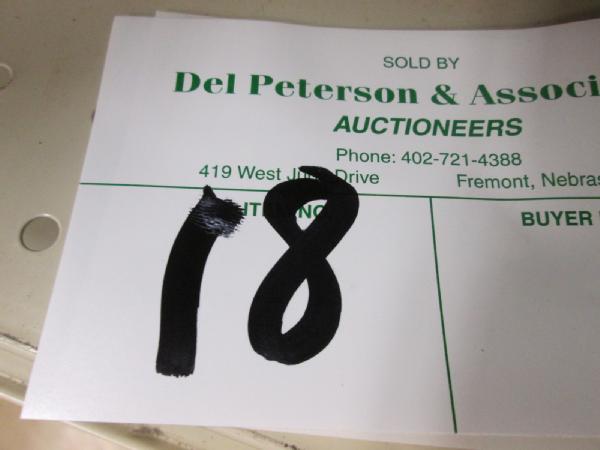 SOLD BY
Del Peterson & Associ
AUCTIONEERS
Phone: 402-721-4388
419 West Drive Fremont, Nebras
BUYER
18